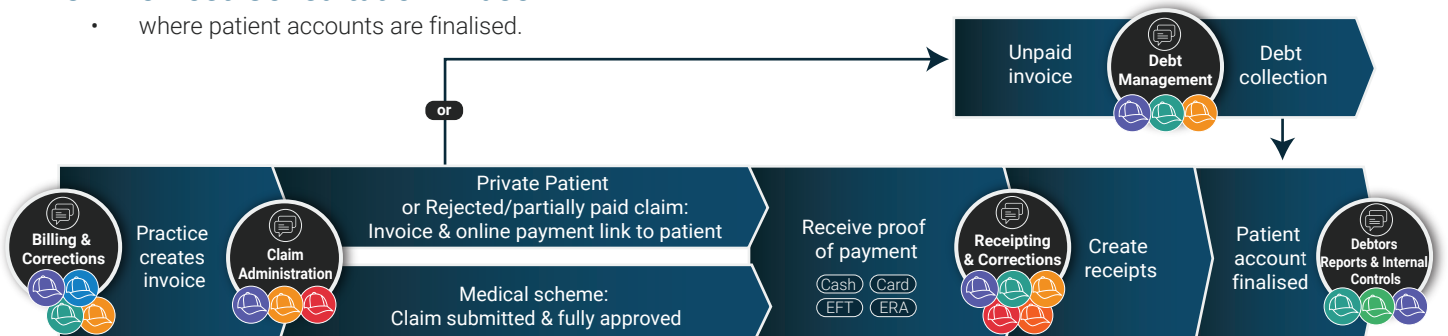 • where patient accounts are finalised.
Unpaid
invoice
Debt
Management
Debt
collection
or
Billing &
Corrections
Practice
creates
invoice
Claim
Administration
Private Patient
or Rejected/partially paid claim:
Invoice & online payment link to patient
Medical scheme:
Claim submitted & fully approved
Receive proof
of payment
Cash Card
EFT ERA
Receipting
& Corrections
Create
receipts
Patient
account
finalised
Debtors
Reports & Internal
Controls